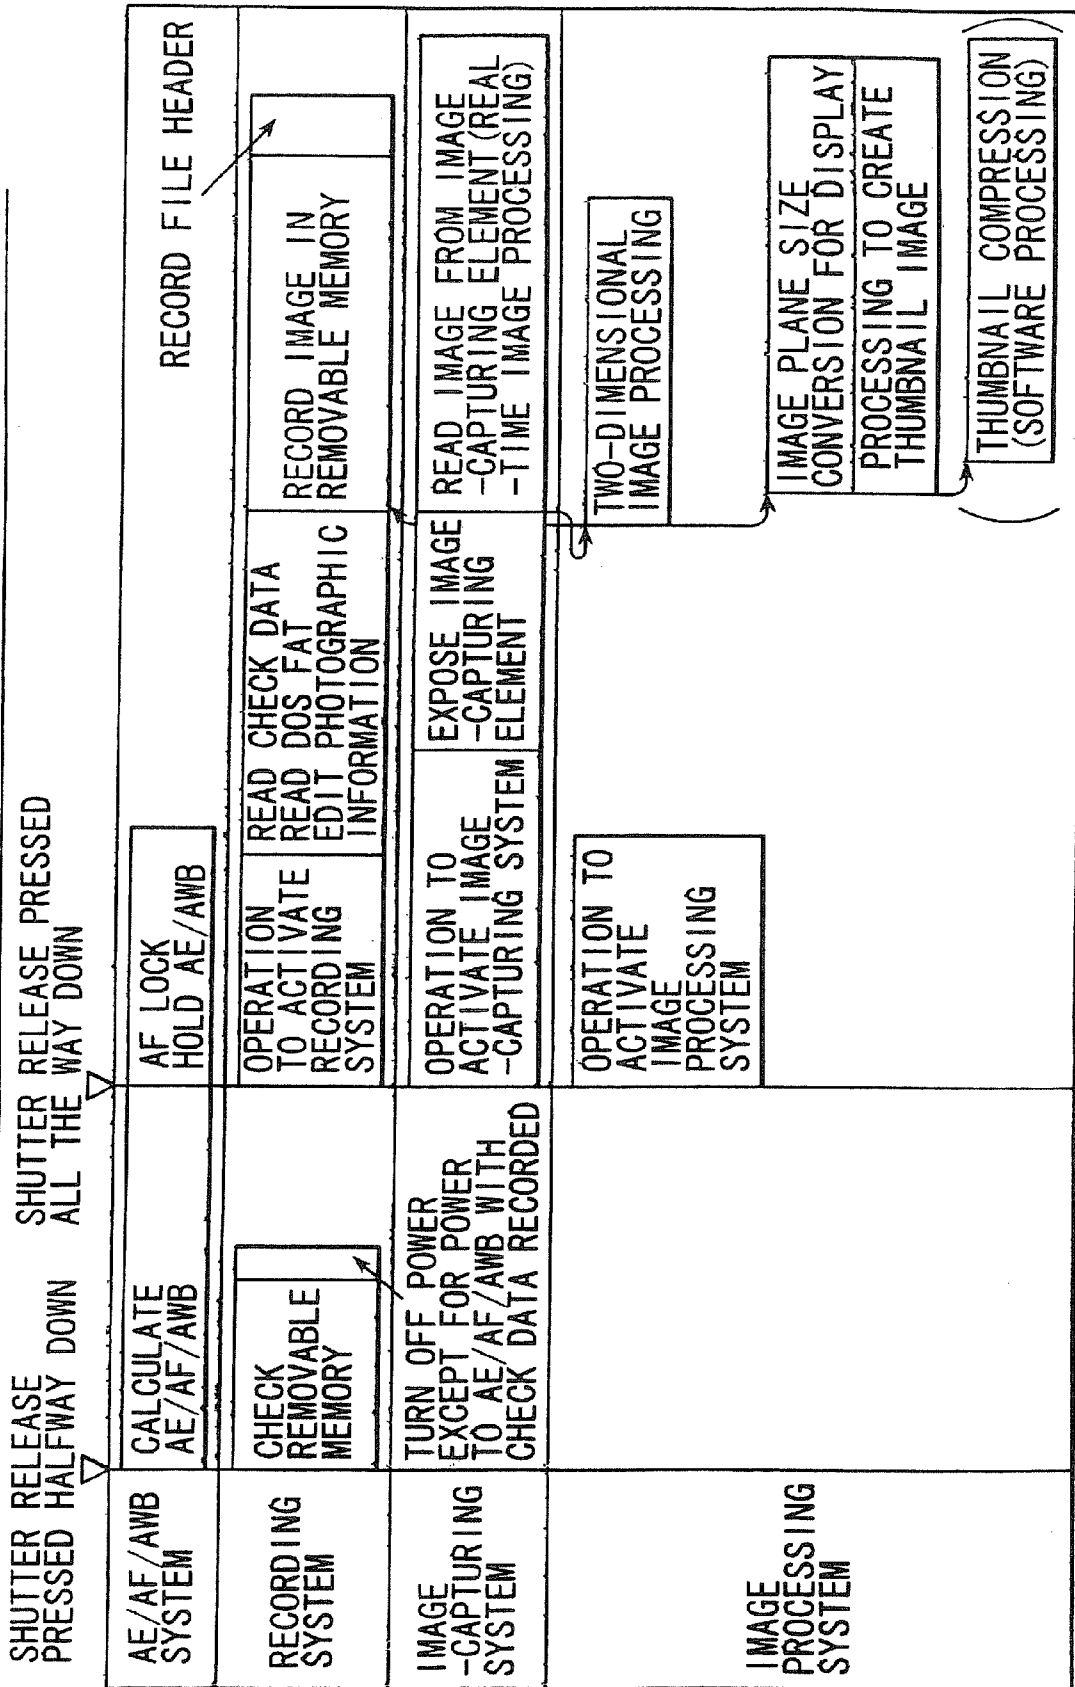 SHUTTER RELEASE
PRESSED HALFWAY DOWN
SHUTTER RELEASE PRESSED
ALL THE WAY DOWN
AE/AF/AWB
SYSTEM
CALCULATE
AE/AF/AWB
AF LOCK
HOLD AE/AWB
RECORD FILE HEADER
RECORDING
SYSTEM
CHECK
REMOVABLE
MEMORY
OPERATION
TO ACTIVATE
RECORDING
SYSTEM
READ CHECK DATA
READ DOS FAT
EDIT PHOTOGRAPHIC
INFORMATION
RECORD IMAGE IN
REMOVABLE MEMORY
IMAGE
-CAPTURING
SYSTEM
TURN OFF POWER
EXCEPT FOR POWER
TO AE/AF/AWB WITH
CHECK DATA RECORDED
OPERATION TO
ACTIVATE IMAGE
-CAPTURING SYSTEM
EXPOSE IMAGE
-CAPTURING
ELEMENT
READ IMAGE FROM IMAGE
-CAPTURING ELEMENT(REAL
-TIME IMAGE PROCESSING)
IMAGE
PROCESSING
SYSTEM
OPERATION TO
ACTIVATE
IMAGE
PROCESSING
SYSTEM
TWO-DIMENSIONAL
IMAGE PROCESSING
IMAGE PLANE SIZE
CONVERSION FOR DISPLAY
PROCESSING TO CREATE
THUMBNAIL IMAGE
THUMBNAIL COMPRESSION
(SOFTWARE PROCESSING)